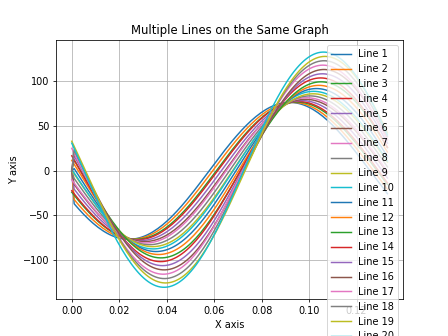 Multiple Lines on the Same Graph
Y axis
100
50
0
−50
−100
0.00
0.02
0.04
0.06
0.08
0.10
X axis
Line 1
Line 2
Line 3
Line 4
Line 5
Line 6
Line 7
Line 8
Line 9
Line 10
Line 11
Line 12
Line 13
Line 14
Line 15
Line 16
Line 17
Line 18
Line 19
Line 20